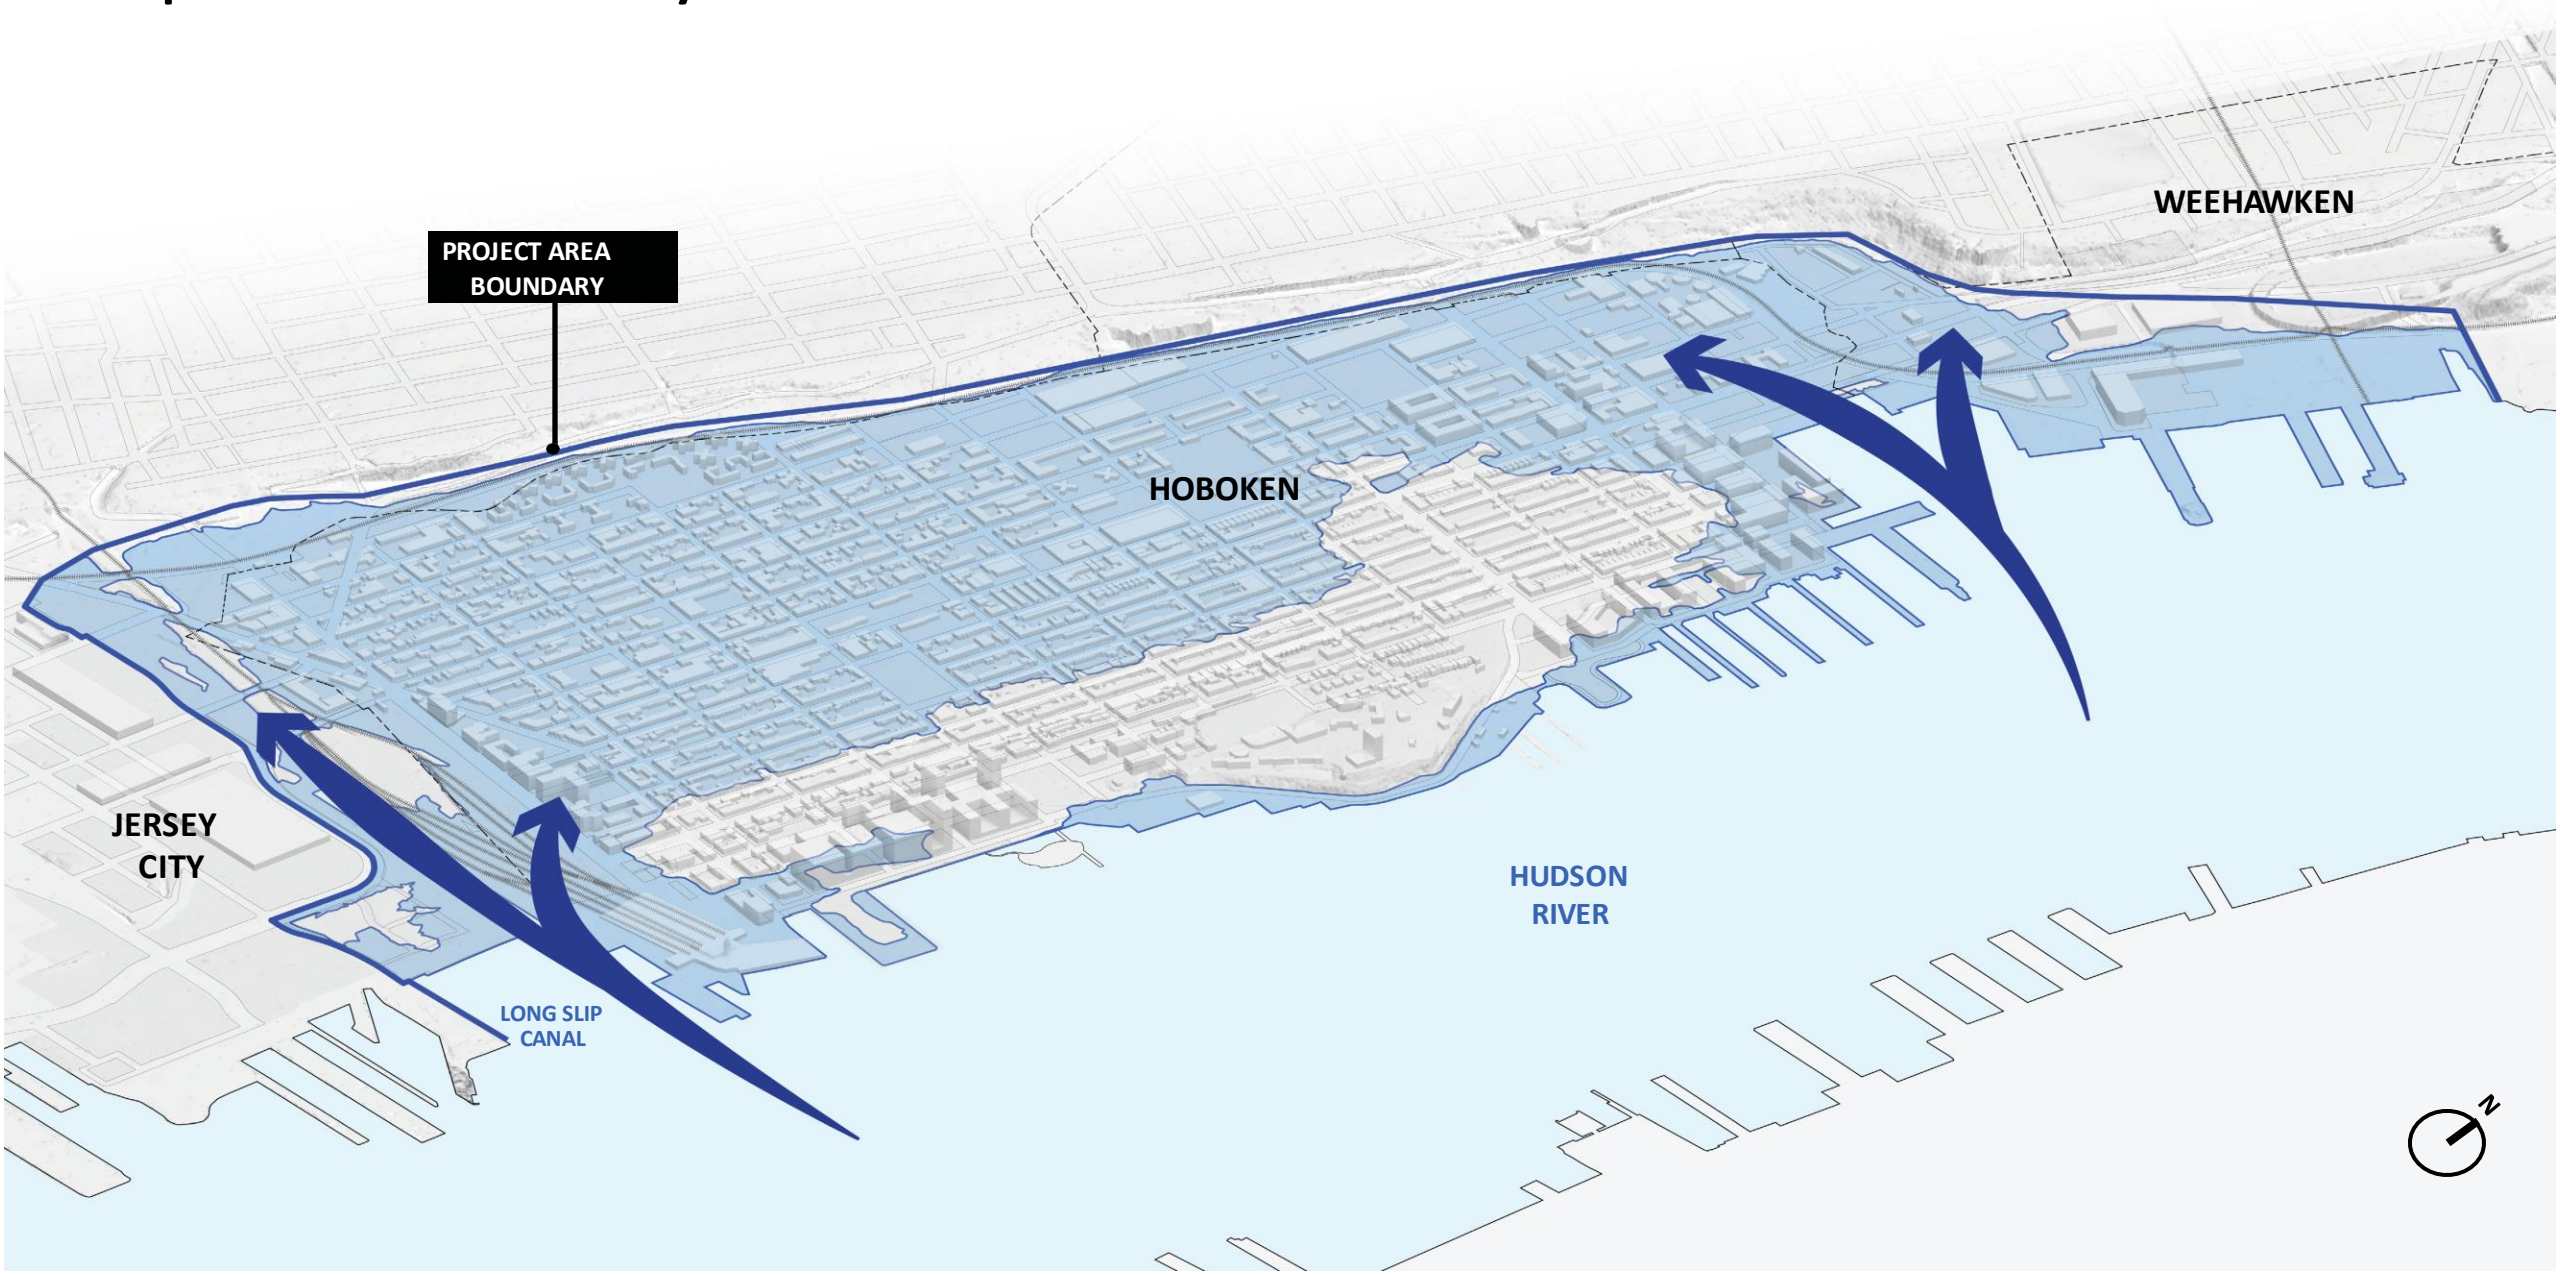 WEEHAWKEN
PROJECT AREA
BOUNDARY
HOBOKEN
JERSEY
CITY
HUDSON
RIVER
LONG SLIP
CANAL
N